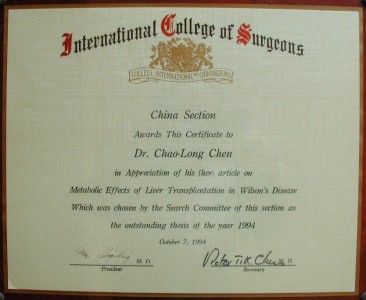 International College of Surgeons
China Section
Awards This Certificate to
Dr. Chao-Long Chen
in Appreciation of his (her) article on
Metabolic Effects of Liver Transplantation in Wilson's Disease
Which was chosen by the Search Committee of this section as
the outstanding thesis of the year 1994
October 7, 1994
M. D.
D.
President
Secretary